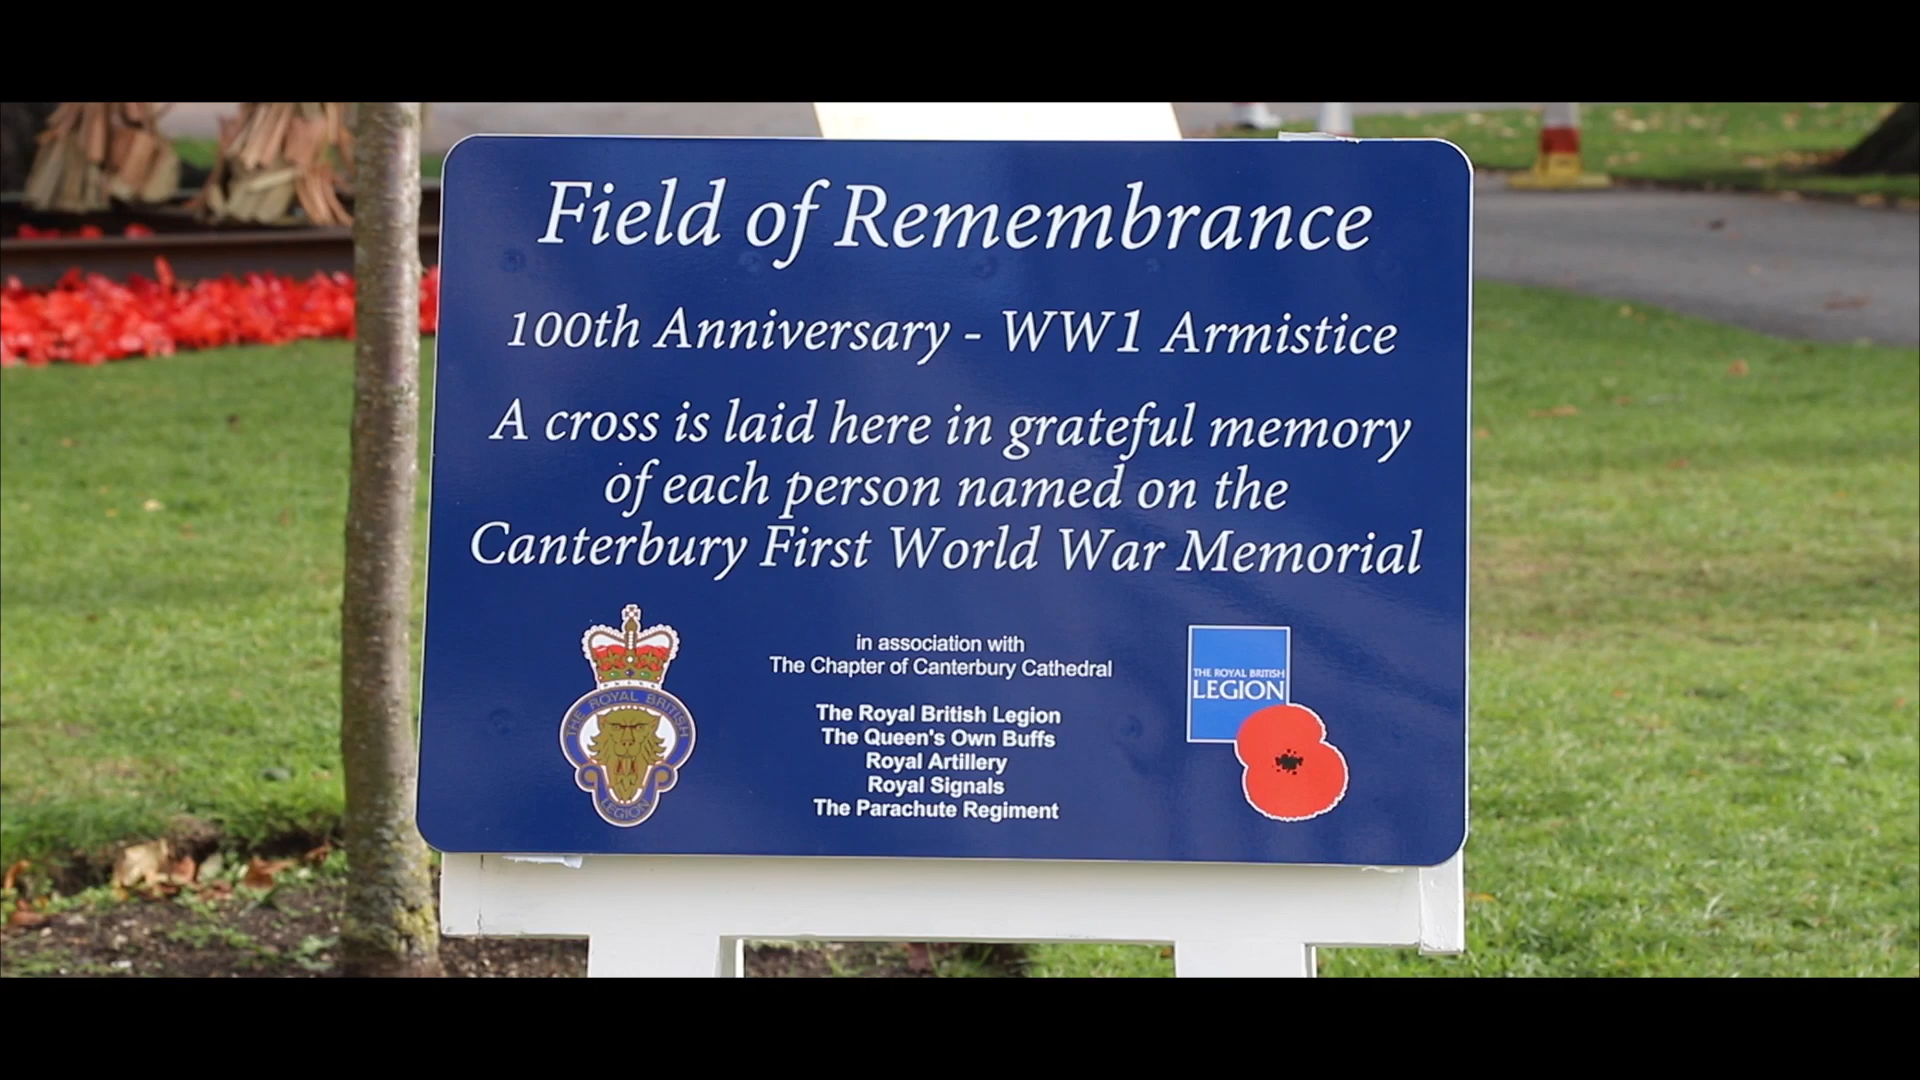 Field of Remembrance
100th Anniversary - WW1 Armistice
A cross is laid here in grateful memory
of each person named on the
Canterbury First World War Memorial
in association with
The Chapter of Canterbury Cathedral
The Royal British Legion
The Queen's Own Buffs
Royal Artillery
Royal Signals
The Parachute Regiment
THE ROYAL BRITISH
LEGION
THE ROYAL BRITISH
LEGION